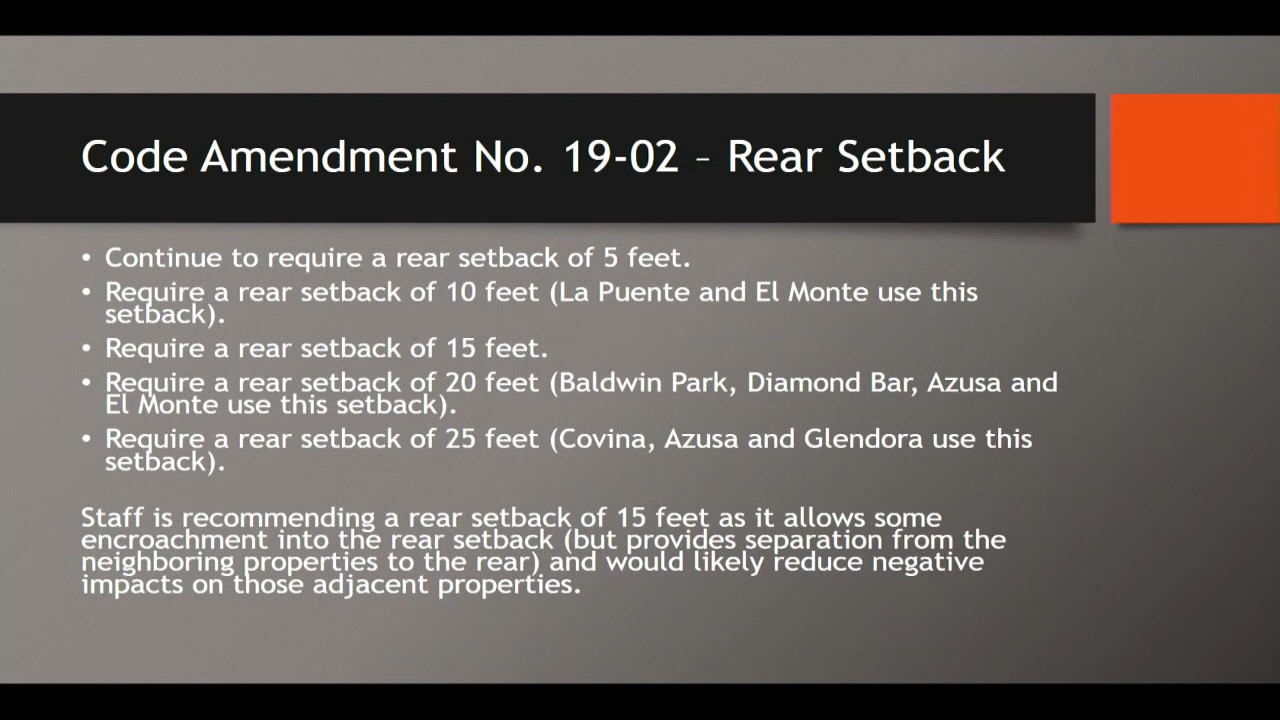 Code Amendment No. 19-02 – Rear Setback
• Continue to require a rear setback of 5 feet.
• Require a rear setback of 10 feet (La Puente and El Monte use this
setback).
• Require a rear setback of 15 feet.
• Require a rear setback of 20 feet (Baldwin Park, Diamond Bar, Azusa and
El Monte use this setback).
• Require a rear setback of 25 feet (Covina, Azusa and Glendora use this
setback).
Staff is recommending a rear setback of 15 feet as it allows some
encroachment into the rear setback (but provides separation from the
neighboring properties to the rear) and would likely reduce negative
impacts on those adjacent properties.